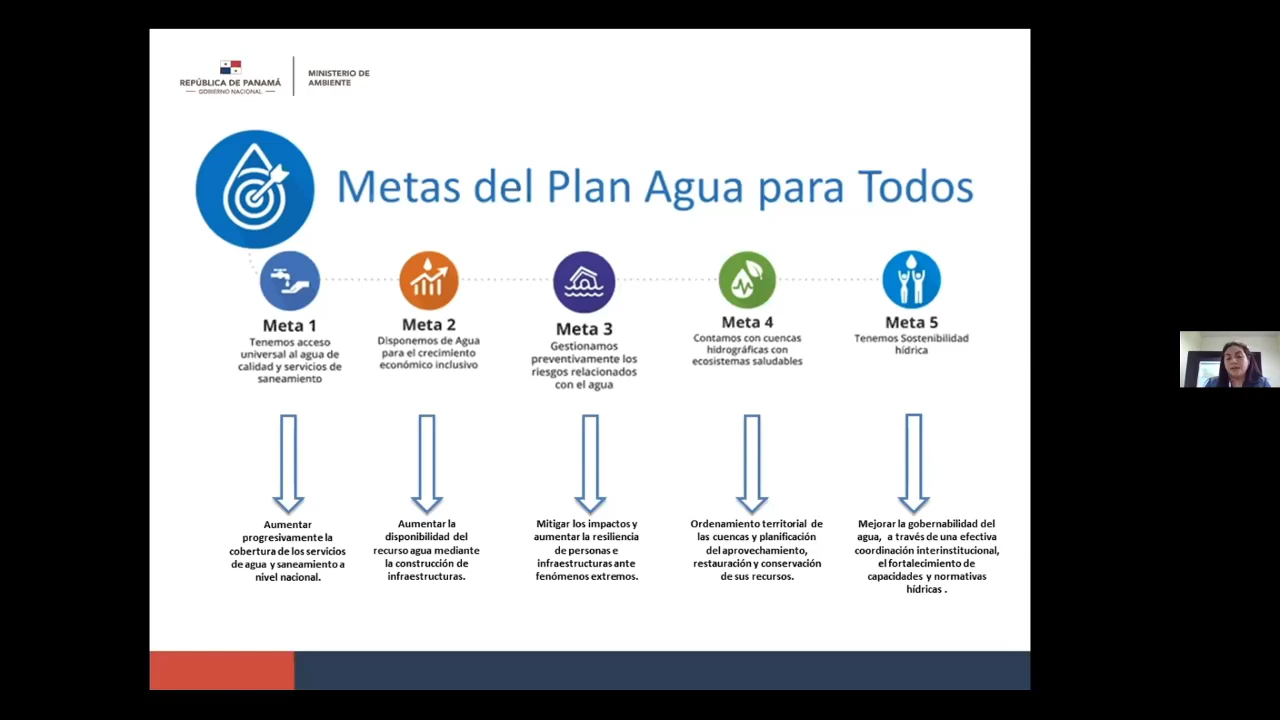 REPÚBLICA DE PANAMÁ
— GOBIERNO NACIONAL —
MINISTERIO DE
AMBIENTE
Metas del Plan Agua para Todos
Meta 1
Tenemos acceso
universal al agua de
calidad y servicios de
saneamiento
Meta 2
Disponemos de Agua
para el crecimiento
económico inclusivo
Meta 3
Gestionamos
preventivamente los
riesgos relacionados
con el agua
Meta 4
Contamos con cuencas
hidrográficas con
ecosistemas saludables
Meta 5
Tenemos Sostenibilidad
hídrica
Aumentar
progresivamente la
cobertura de los servicios
de agua y saneamiento a
nivel nacional.
Aumentar la
disponibilidad del
recurso agua mediante
la construcción de
infraestructuras.
Mitigar los impactos y
aumentar la resiliencia
de personas e
infraestructuras ante
fenómenos extremos.
Ordenamiento territorial de
las cuencas y planificación
del aprovechamiento,
restauración y conservación
de sus recursos.
Mejorar la gobernabilidad del
agua, a través de una efectiva
coordinación interinstitucional,
el fortalecimiento de
capacidades y normativas
hídricas .